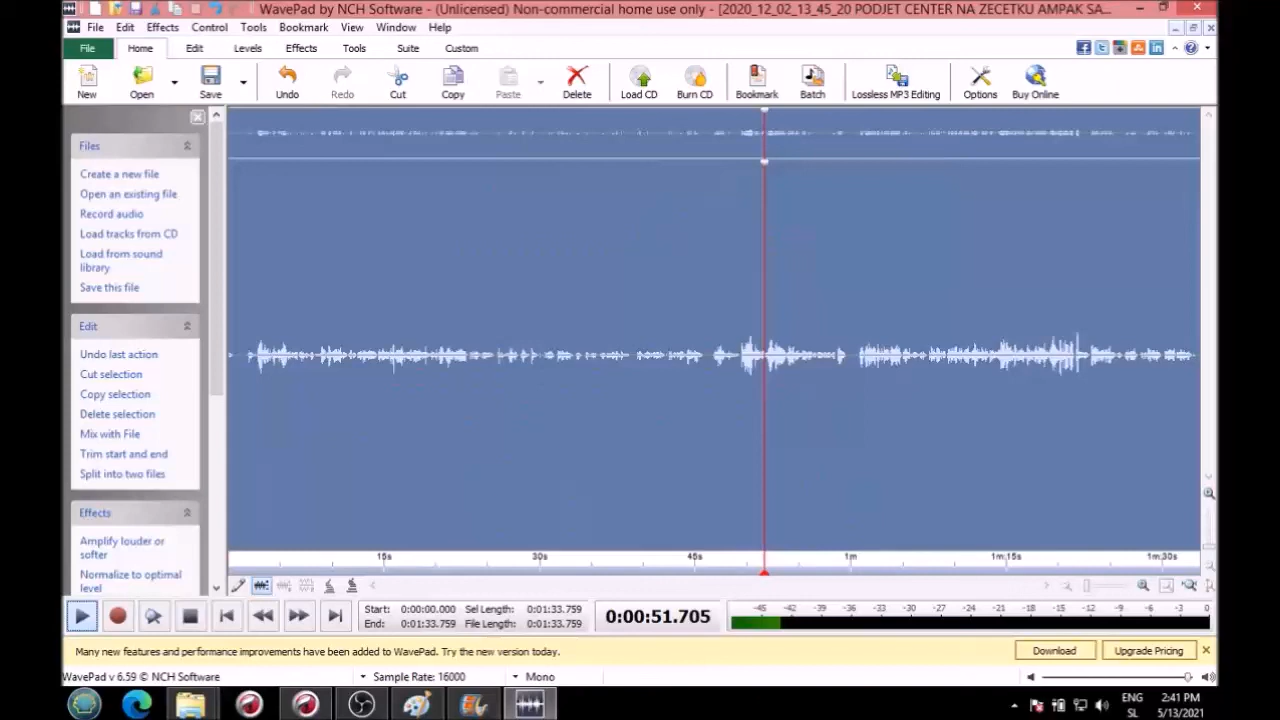 WavePad by NCH Software - (Unlicensed) Non-commercial home use only - [2020_12_02_13_45_20 PODJET CENTER NA ZECETKU AMPAK SA...
File Edit Effects Control Tools Bookmark View Window Help
File Home Edit Levels Effects Tools Suite Custom
New Open Save Undo Redo Cut Copy Paste Delete Load CD Burn CD Bookmark Batch Lossless MP3 Editing Options Buy Online
Files
Create a new file
Open an existing file
Record audio
Load tracks from CD
Load from sound
library
Save this file
Edit
Undo last action
Cut selection
Copy selection
Delete selection
Mix with File
Trim start and end
Split into two files
Effects
Amplify louder or
softer
Normalize to optimal
level
15s 30s 45s 1m 1m:15s 1m:30s
Start: 0:00:00.000 Sel Length: 0:01:33.759
End: 0:01:33.759 File Length: 0:01:33.759
0:00:51.705
-45 -42 -39 -36 -33 -30 -27 -24 -21 -18 -15 -12 -9 -6 -3 0
Many new features and performance improvements have been added to WavePad. Try the new version today.
Download Upgrade Pricing
WavePad v 6.59 © NCH Software
Sample Rate: 16000
Mono
ENG
SL
2:41 PM
5/13/2021